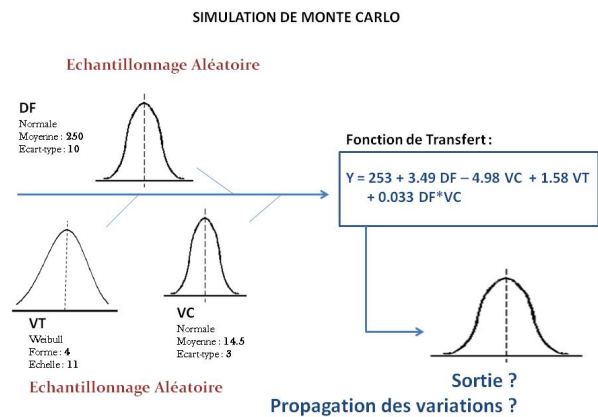 SIMULATION DE MONTE CARLO
Echantillonnage Aléatoire
DF
Normale
Moyenne : 250
Ecart-type : 10
Fonction de Transfert :
Y = 253 + 3.49 DF – 4.98 VC + 1.58 VT
+ 0.033 DF*VC
VT
Weibull
Forme : 4
Echelle : 11
VC
Normale
Moyenne : 14.5
Ecart-type : 3
Echantillonnage Aléatoire
Sortie ?
Propagation des variations ?